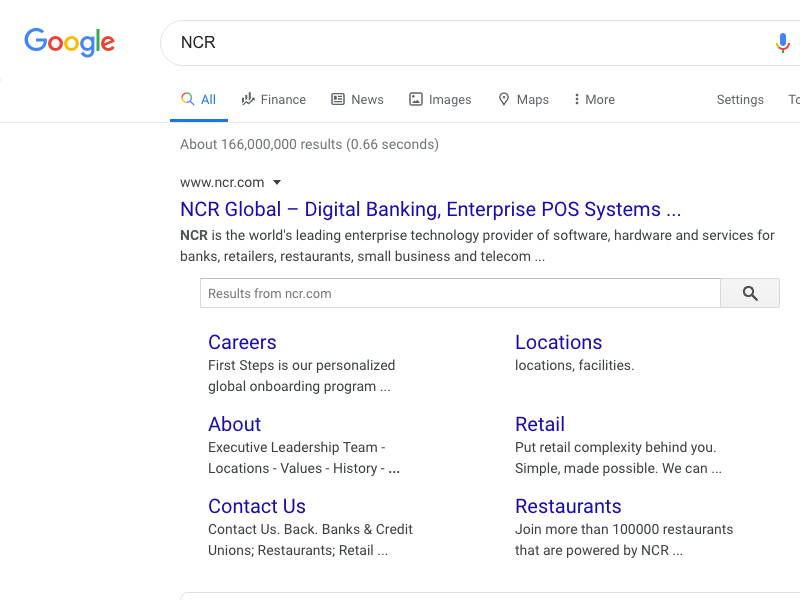 Google
NCR
All Finance News Images Maps More Settings
About 166,000,000 results (0.66 seconds)
www.ncr.com
NCR Global – Digital Banking, Enterprise POS Systems ...
NCR is the world's leading enterprise technology provider of software, hardware and services for
banks, retailers, restaurants, small business and telecom ...
Results from ncr.com
Careers
First Steps is our personalized
global onboarding program ...
Locations
locations, facilities.
About
Executive Leadership Team -
Locations - Values - History - ...
Retail
Put retail complexity behind you.
Simple, made possible. We can ...
Contact Us
Contact Us. Back. Banks & Credit
Unions; Restaurants; Retail ...
Restaurants
Join more than 100000 restaurants
that are powered by NCR ...